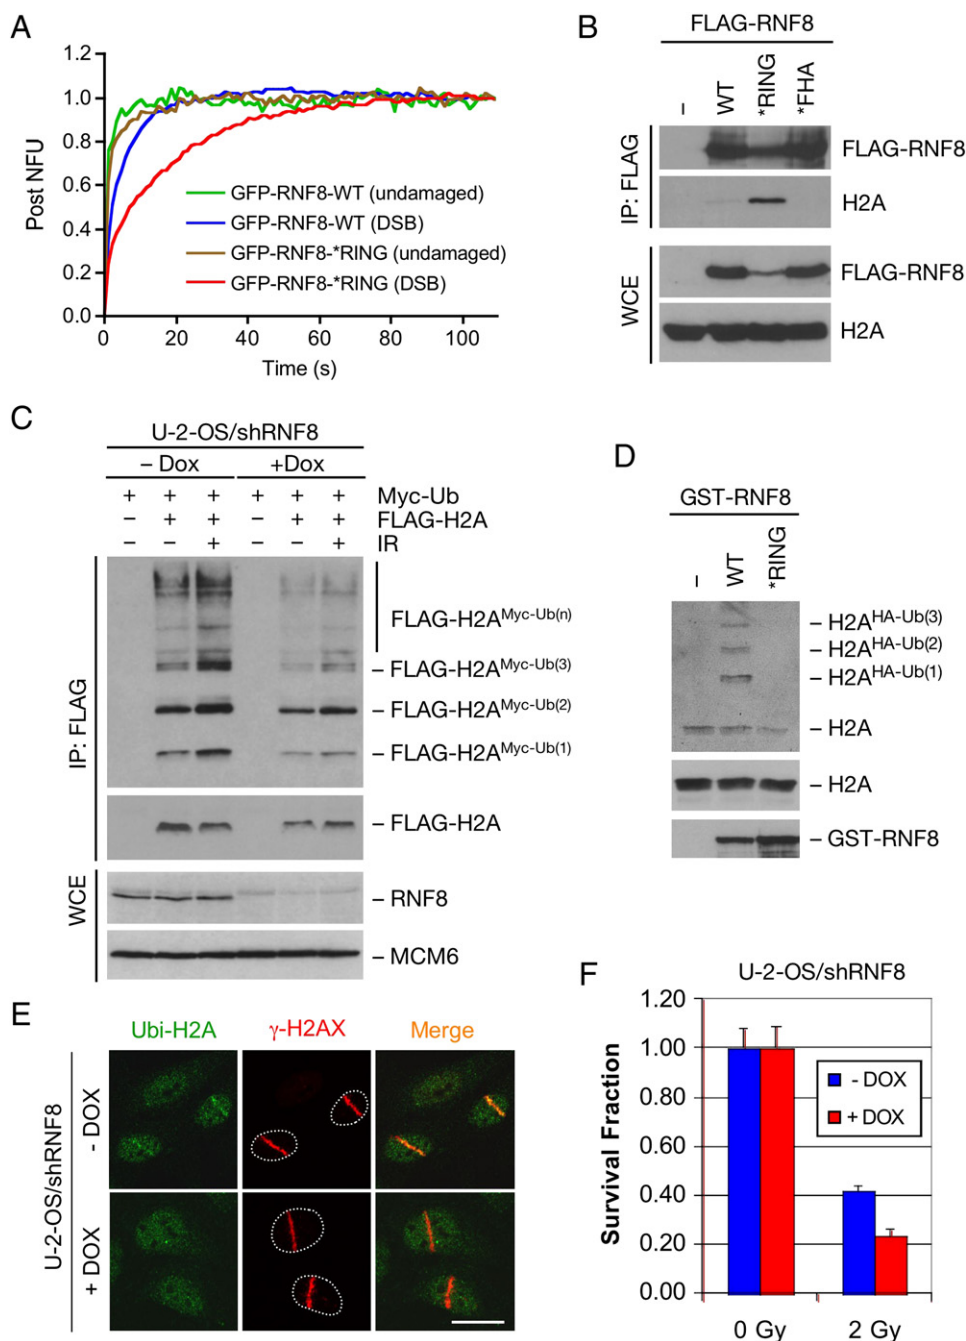 A
1.2
1.0
0.8
0.6
0.4
0.2
0.0
Post NFU
0 20 40 60 80 100
Time (s)
GFP-RNF8-WT (undamaged)
GFP-RNF8-WT (DSB)
GFP-RNF8-*RING (undamaged)
GFP-RNF8-*RING (DSB)
B
FLAG-RNF8
– WT *RING *FHA
IP: FLAG
FLAG-RNF8
H2A
WCE
FLAG-RNF8
H2A
C
U-2-OS/shRNF8
– Dox +Dox
+ + + + + + Myc-Ub
– + + – + + FLAG-H2A
– – + – – + IR
IP: FLAG
FLAG-H2A Myc-Ub(n)
– FLAG-H2A Myc-Ub(3)
– FLAG-H2A Myc-Ub(2)
– FLAG-H2A Myc-Ub(1)
– FLAG-H2A
WCE
– RNF8
– MCM6
D
GST-RNF8
– WT *RING
– H2A HA-Ub(3)
– H2A HA-Ub(2)
– H2A HA-Ub(1)
– H2A
– H2A
– GST-RNF8
E
Ubi-H2A γ-H2AX Merge
U-2-OS/shRNF8
- DOX
+ DOX
F
U-2-OS/shRNF8
1.20
1.00
0.80
0.60
0.40
0.20
0.00
Survival Fraction
- DOX
+ DOX
0 Gy 2 Gy